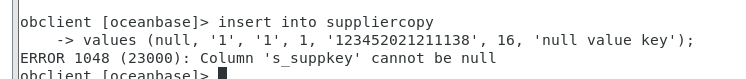 obclient [oceanbase]> insert into suppliercopy
    -> values (null, '1', '1', 1, '123452021211138', 16, 'null value key');
ERROR 1048 (23000): Column 's_suppkey' cannot be null
obclient [oceanbase]>